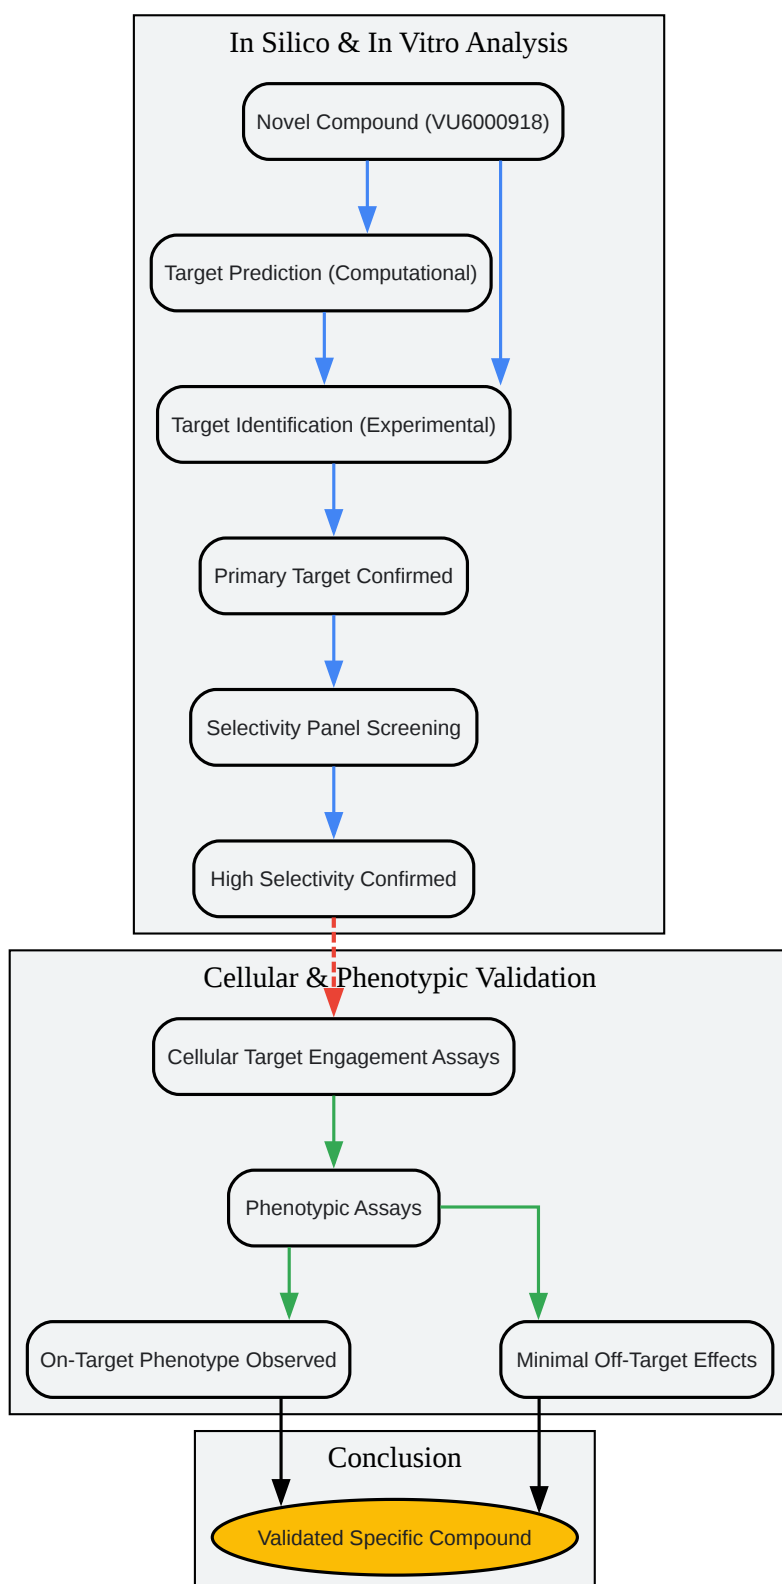 In Silico & In Vitro Analysis
Novel Compound (VU6000918)
Target Prediction (Computational)
Target Identification (Experimental)
Primary Target Confirmed
Selectivity Panel Screening
High Selectivity Confirmed
Cellular & Phenotypic Validation
Cellular Target Engagement Assays
Phenotypic Assays
On-Target Phenotype Observed
Minimal Off-Target Effects
Conclusion
Validated Specific Compound